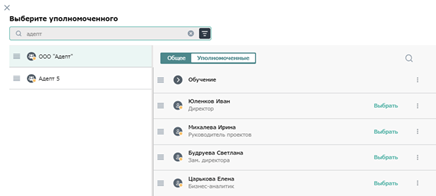 Выберите уполномоченного
адепт
ООО "Адепт"
Адепт 5
Общее Уполномоченные
Обучение
Юленков Иван
Директор
Выбрать
Михалева Ирина
Руководитель проектов
Выбрать
Будруева Светлана
Зам. директора
Выбрать
Царькова Елена
Бизнес-аналитик
Выбрать